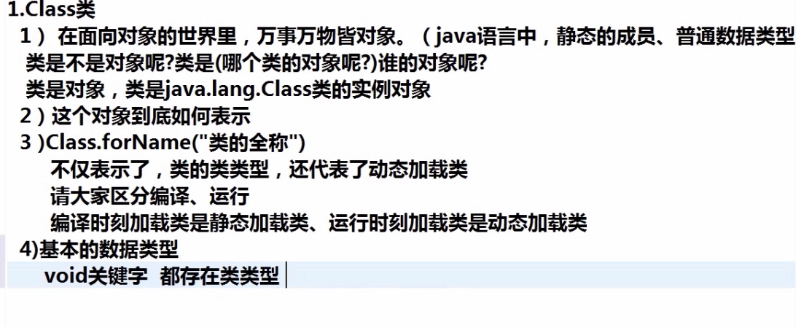 1.Class类
1） 在面向对象的世界里，万事万物皆对象。（java语言中，静态的成员、普通数据类型
类是不是对象呢?类是(哪个类的对象呢?)谁的对象呢?
类是对象，类是java.lang.Class类的实例对象
2 ) 这个对象到底如何表示
3 )Class.forName("类的全称")
不仅表示了，类的类类型，还代表了动态加载类
请大家区分编译、运行
编译时刻加载类是静态加载类、运行时刻加载类是动态加载类
4)基本的数据类型
void关键字 都存在类类型